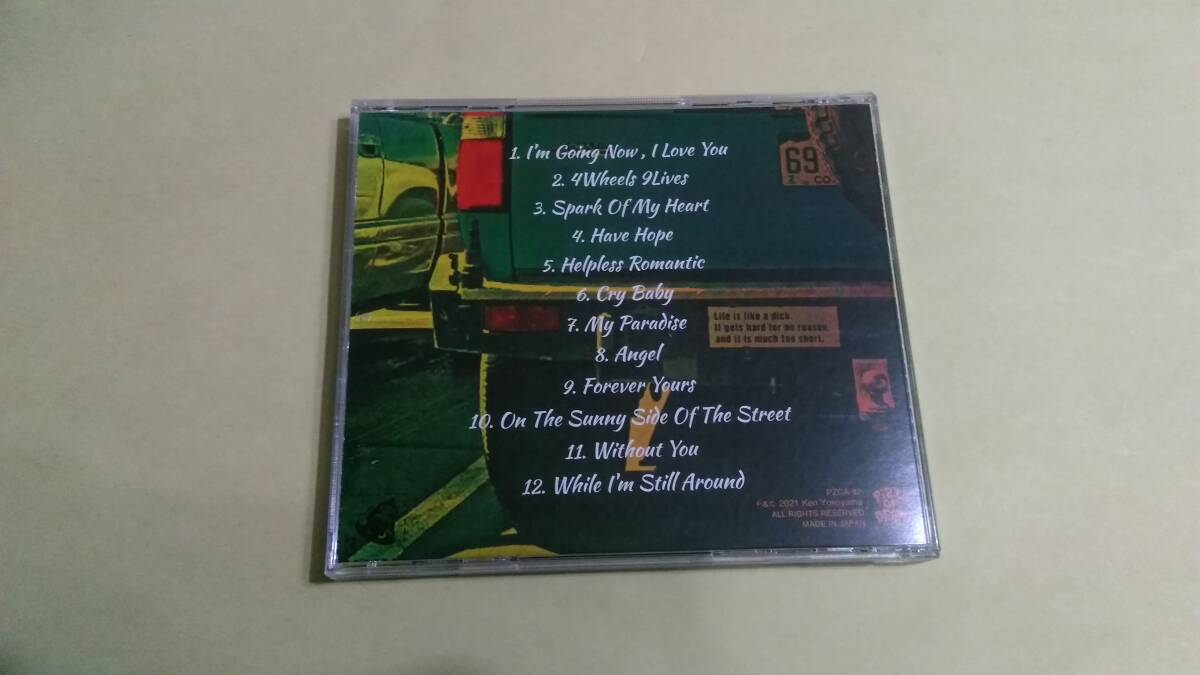 1. I'm Going Now , I Love You
2. 4Wheels 9Lives
3. Spark Of My Heart
4. Have Hope
5. Helpless Romantic
6. Cry Baby
7. My Paradise
8. Angel
9. Forever Yours
10. On The Sunny Side Of The Street
11. Without You
12. While I'm Still Around
69
CO.
Life is like a dick.
It gets hard for no reason,
and it is much too short.
P&© 2021 Ken Yokoyama
ALL RIGHTS RESERVED
MADE IN JAPAN